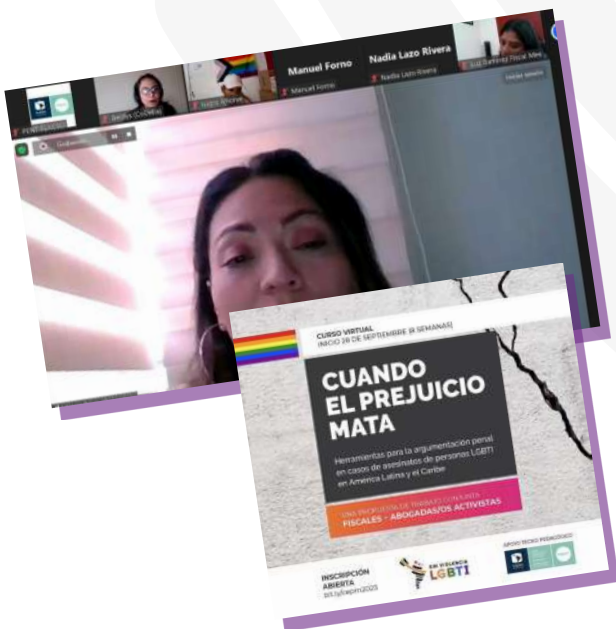 Manuel Forno
Nadia Lazo Rivera
Manuel Forno
Nadia Lazo Rivera
CURSO VIRTUAL
INICIO 28 DE SEPTIEMBRE (8 SEMANAS)
CUANDO
EL PREJUICIO
MATA
Herramientas para la argumentación penal
en casos de asesinatos de personas LGBTI
en América Latina y el Caribe
UNA PROPUESTA DE TRABAJO CONJUNTA
FISCALES - ABOGADAS/OS ACTIVISTAS
INSCRIPCIÓN
ABIERTA
SIN VIOLENCIA
LGBTI
APOYO TECNO PEDAGÓGICO